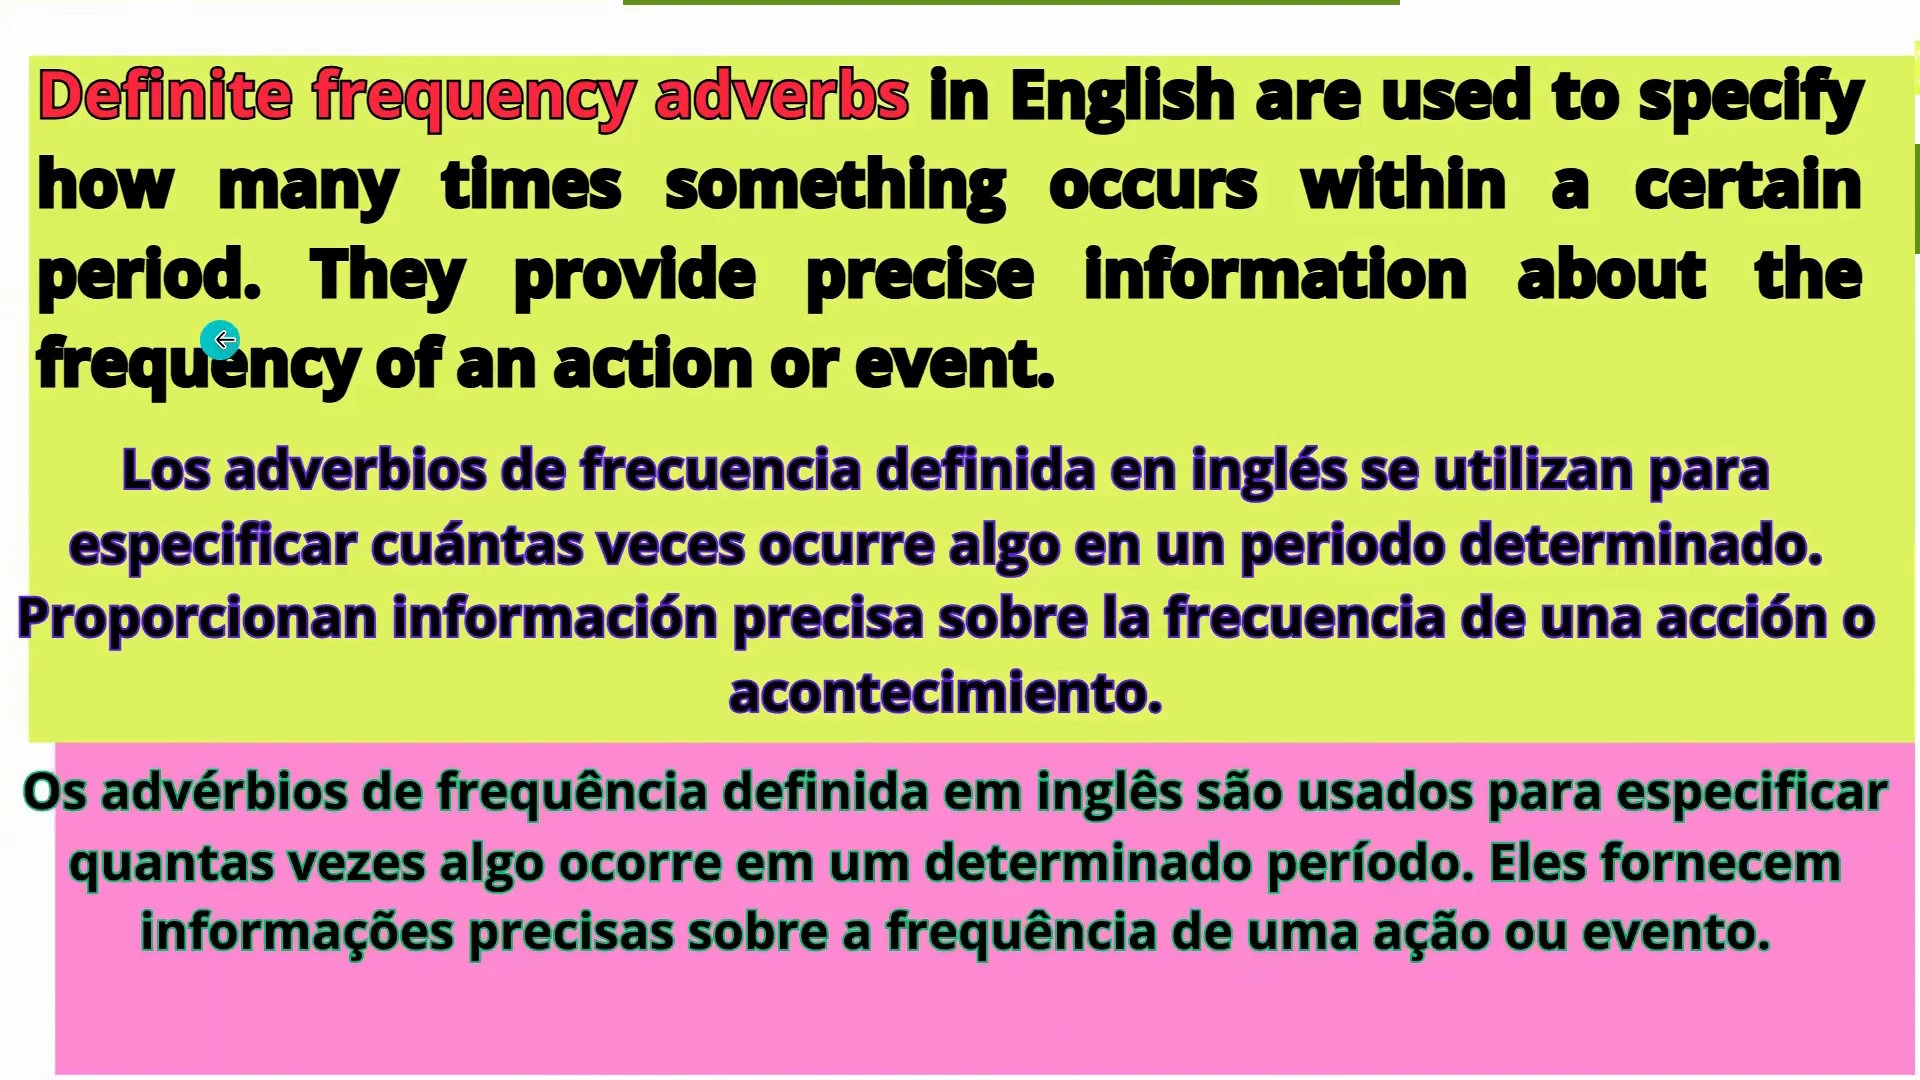 Definite frequency adverbs in English are used to specify
how many times something occurs within a certain
period. They provide precise information about the
frequency of an action or event.
Los adverbios de frecuencia definida en inglés se utilizan para
especificar cuántas veces ocurre algo en un periodo determinado.
Proporcionan información precisa sobre la frecuencia de una acción o
acontecimiento.
Os advérbios de frequência definida em inglês são usados para especificar
quantas vezes algo ocorre em um determinado período. Eles fornecem
informações precisas sobre a frequência de uma ação ou evento.